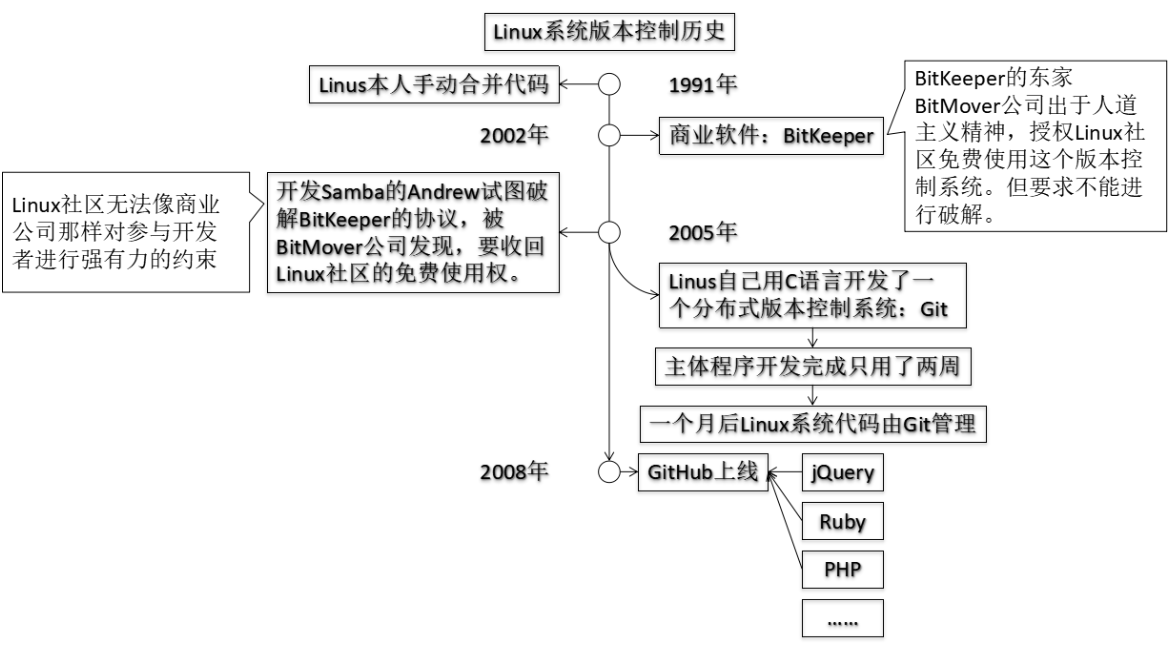 Linux系统版本控制历史
Linus本人手动合并代码
1991年
2002年
商业软件：BitKeeper
BitKeeper的东家
BitMover公司出于人道
主义精神，授权Linux社
区免费使用这个版本控
制系统。但要求不能进
行破解。
Linux社区无法像商业
公司那样对参与开发
者进行强有力的约束
开发Samba的Andrew试图破
解BitKeeper的协议，被
BitMover公司发现，要收回
Linux社区的免费使用权。
2005年
Linus自己用C语言开发了一
个分布式版本控制系统：Git
主体程序开发完成只用了两周
一个月后Linux系统代码由Git管理
2008年
GitHub上线
jQuery
Ruby
PHP
……